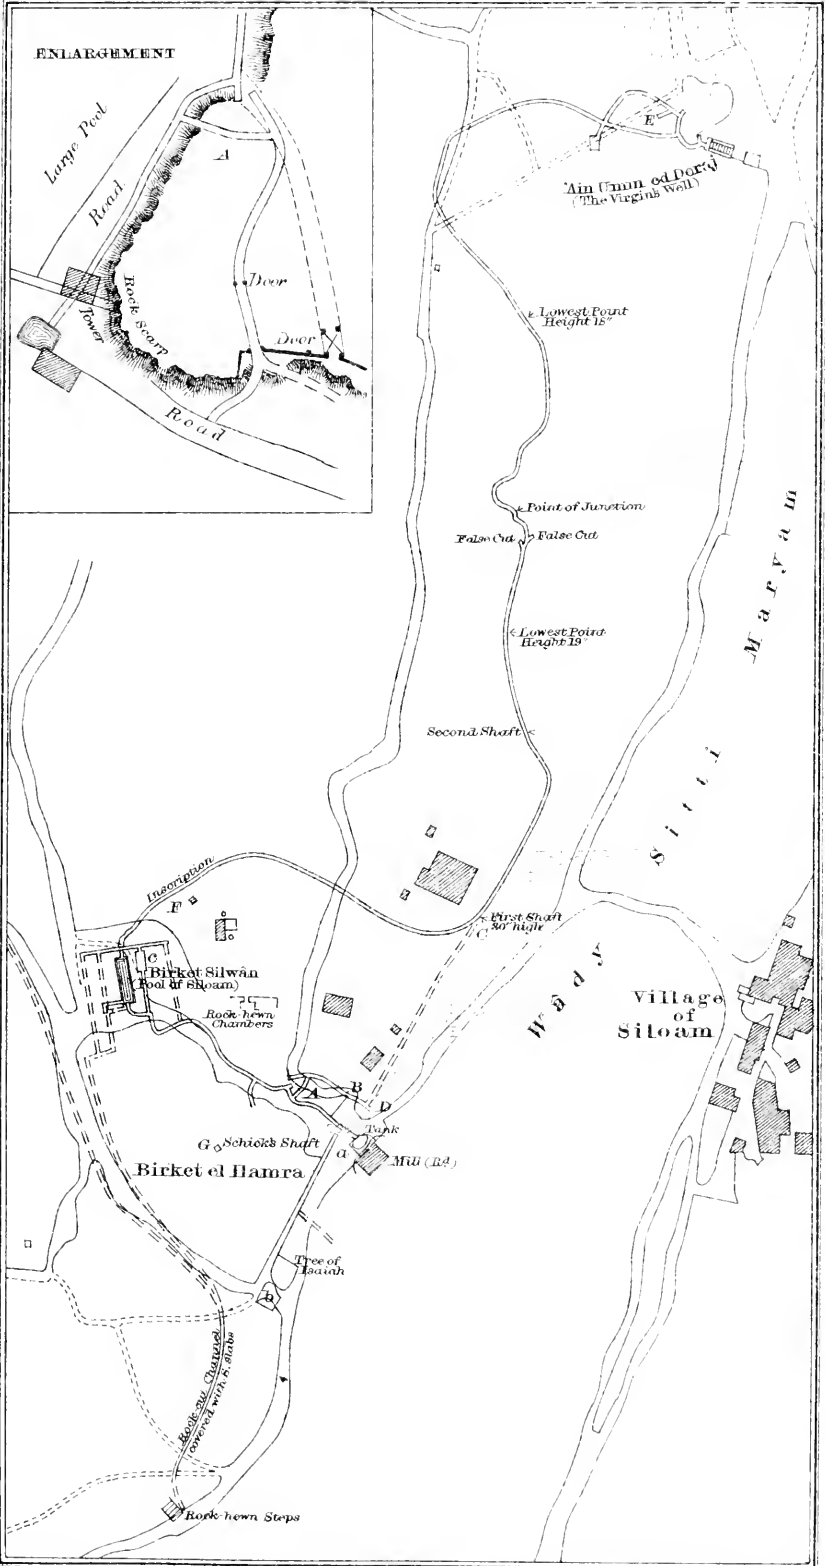 ENLARGEMENT
Large Pool
Road
A
Tower
Rock Scarp
Door
Door
Road
E
'Ain Umm ed Deraj
(The Virgins Well)
Lowest Point
Height 18"
Point of Junction
False Cut
False Cut
Lowest Point
Height 19"
Second Shaft
Wâdy Sitti Maryam
Inscription
F
First Shaft
30" high
C
c
Birket Silwân
(Pool of Siloam)
Rock-hewn
Chambers
Village
of
Siloam
A
B
D
Tank
a
G
Schick's Shaft
Birket el Hamra
Mill (Rd.)
Tree of
Isaiah
b
Rock-cut Channel
covered with S. slabs
Rock-hewn Steps